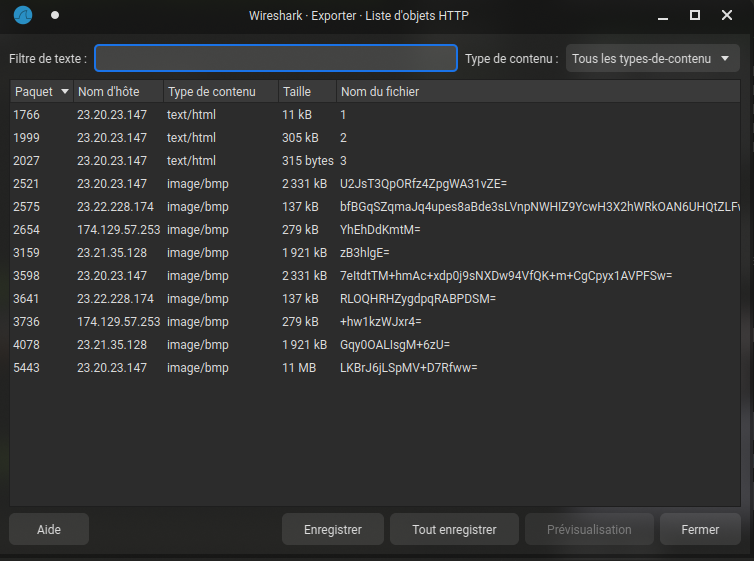 Wireshark · Exporter · Liste d'objets HTTP
Filtre de texte : Type de contenu : Tous les types-de-contenu
Paquet Nom d'hôte Type de contenu Taille Nom du fichier
1766 23.20.23.147 text/html 11 kB 1
1999 23.20.23.147 text/html 305 kB 2
2027 23.20.23.147 text/html 315 bytes 3
2521 23.20.23.147 image/bmp 2 331 kB U2JsT3QpORfz4ZpgWA31vZE=
2575 23.22.228.174 image/bmp 137 kB bfBGqSZqmaJq4upes8aBde3sLVnpNWHIZ9YcwH3X2hWRkOAN6UHQtZLFw
2654 174.129.57.253 image/bmp 279 kB YhEhDdKmtM=
3159 23.21.35.128 image/bmp 1 921 kB zB3hlgE=
3598 23.20.23.147 image/bmp 2 331 kB 7eItdtTM+hmAc+xdp0j9sNXDw94VfQK+m+CgCpyx1AVPFSw=
3641 23.22.228.174 image/bmp 137 kB RLOQHRHZygdpqRABPDSM=
3736 174.129.57.253 image/bmp 279 kB +hw1kzWJxr4=
4078 23.21.35.128 image/bmp 1 921 kB Gqy0OALIsgM+6zU=
5443 23.20.23.147 image/bmp 11 MB LKBrJ6jLSpMV+D7Rfww=
Aide Enregistrer Tout enregistrer Prévisualisation Fermer